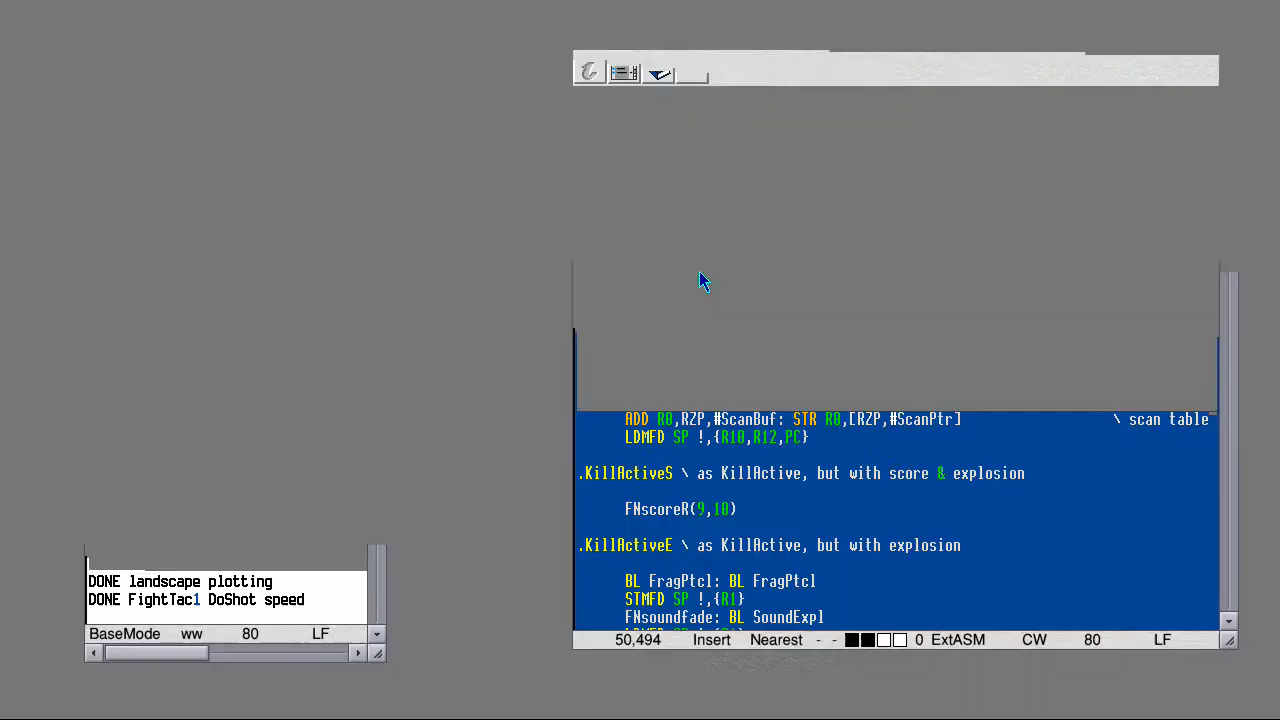 ADD R0,RZP,#ScanBuf: STR R0,[RZP,#ScanPtr] \ scan table
LDMFD SP !,{R10,R12,PC}
.KillActiveS \ as KillActive, but with score & explosion
FNscoreR(9,10)
.KillActiveE \ as KillActive, but with explosion
BL FragPtcl: BL FragPtcl
STMFD SP !,{R1}
FNsoundfade: BL SoundExpl
50,494 Insert Nearest - - 0 ExtASM CW 80 LF
DONE landscape plotting
DONE FightTac1 DoShot speed
BaseMode ww 80 LF